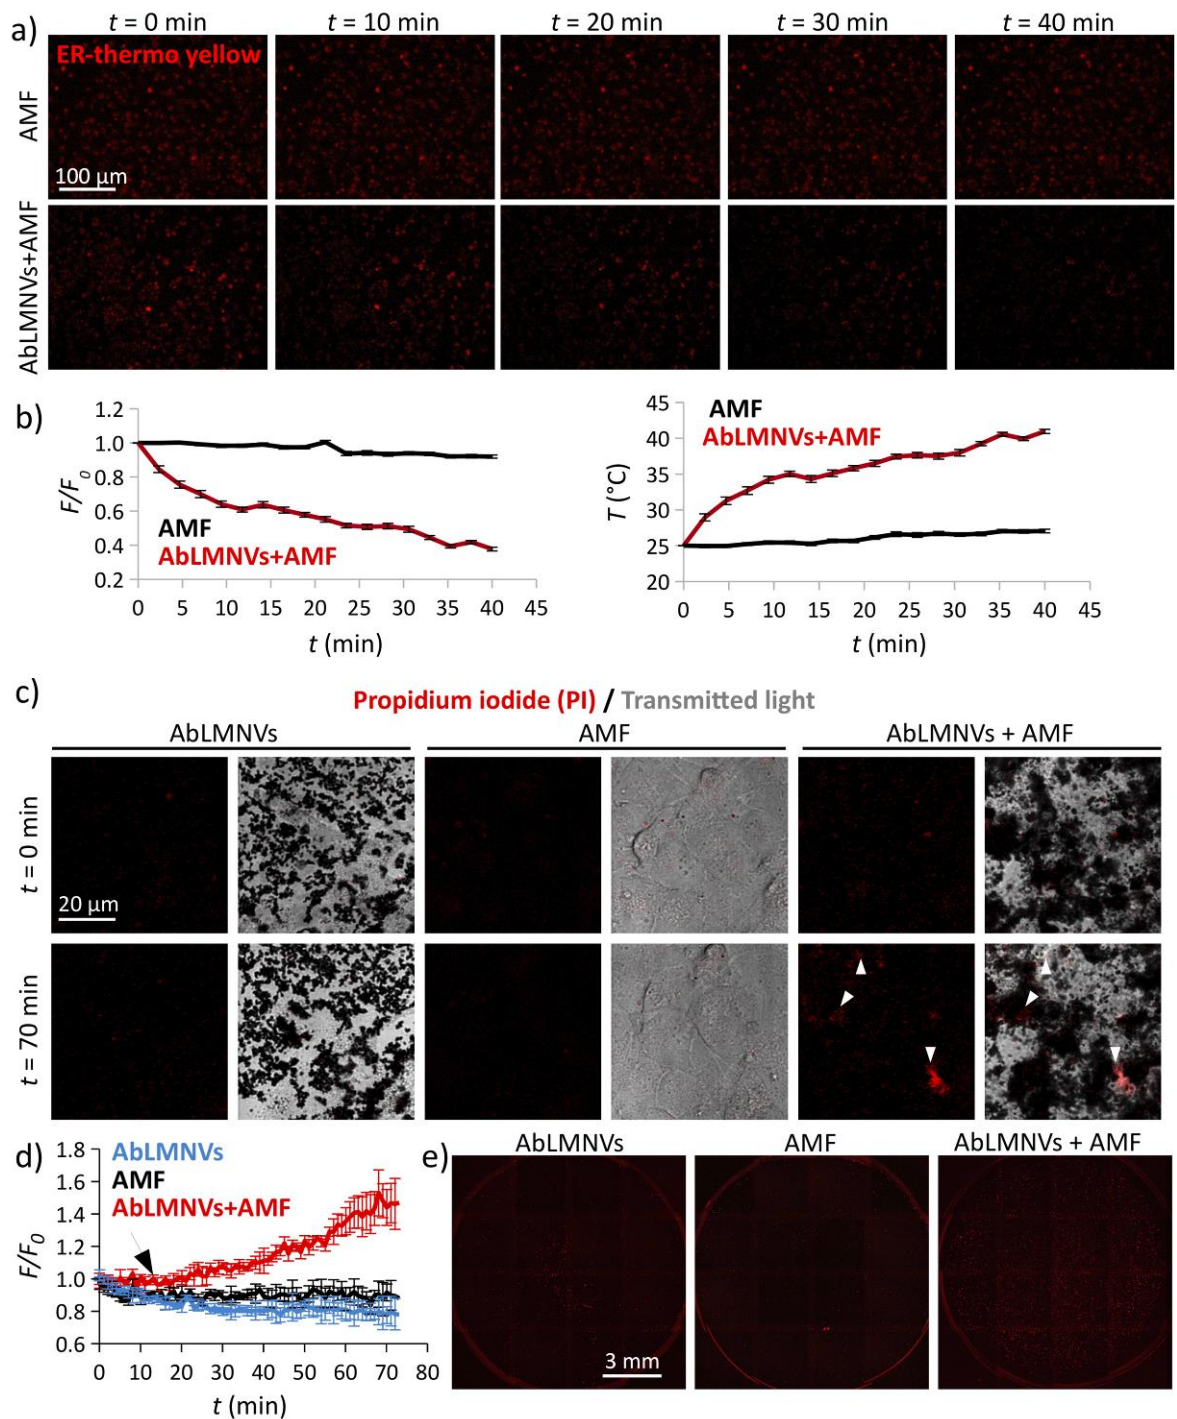 a)
t = 0 min
t = 10 min
t = 20 min
t = 30 min
t = 40 min
ER-thermo yellow
AMF
100 μm
AbLMNVs+AMF
b)
1.2
1.0
0.8
0.6
0.4
0.2
F/F0
AMF
AbLMNVs+AMF
0 5 10 15 20 25 30 35 40 45
t (min)
45
40
35
30
25
20
T (°C)
AMF
AbLMNVs+AMF
0 5 10 15 20 25 30 35 40 45
t (min)
c)
Propidium iodide (PI) / Transmitted light
AbLMNVs
AMF
AbLMNVs + AMF
t = 0 min
20 μm
t = 70 min
d)
1.8
1.6
1.4
1.2
1.0
0.8
0.6
F/F0
AbLMNVs
AMF
AbLMNVs+AMF
0 10 20 30 40 50 60 70 80
t (min)
e)
AbLMNVs
AMF
AbLMNVs + AMF
3 mm